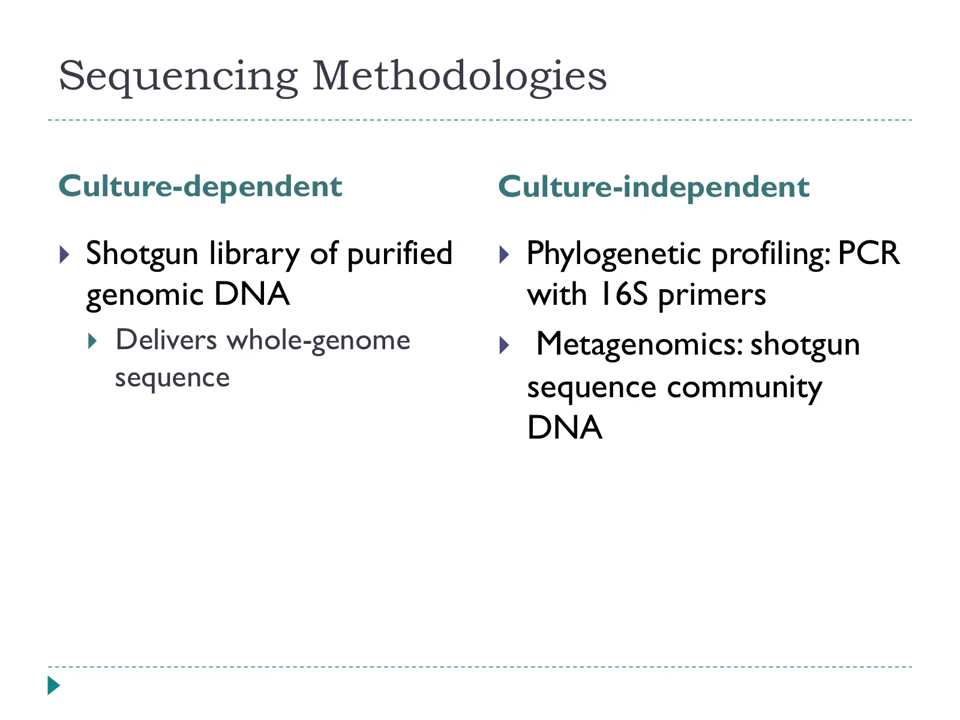 Sequencing Methodologies
Culture-dependent
Shotgun library of purified
genomic DNA
Delivers whole-genome
sequence
Culture-independent
Phylogenetic profiling: PCR
with 16S primers
Metagenomics: shotgun
sequence community
DNA